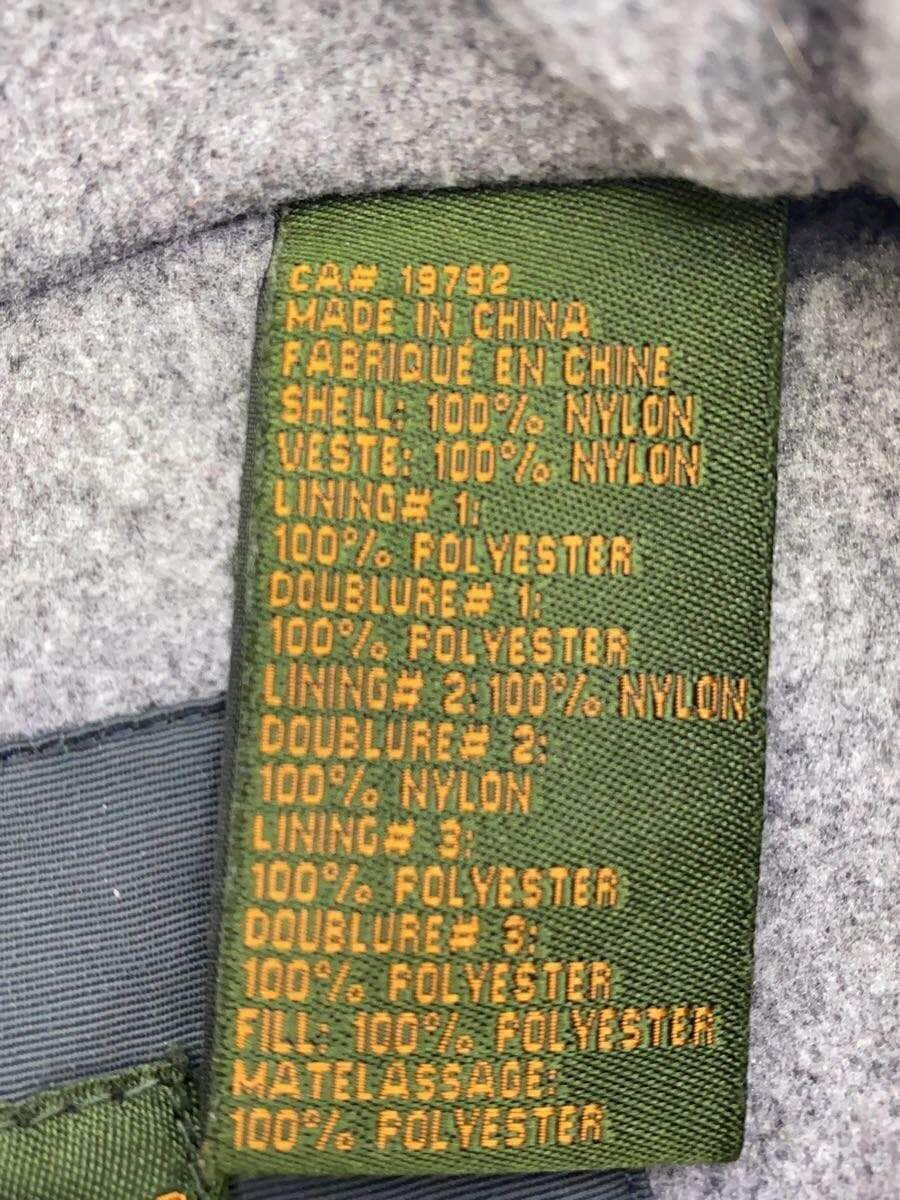 CA# 19792
MADE IN CHINA
FABRIQUÉ EN CHINE
SHELL: 100% NYLON
VESTE: 100% NYLON
LINING# 1:
100% POLYESTER
DOUBLURE# 1:
100% POLYESTER
LINING# 2:100% NYLON
DOUBLURE# 2:
100% NYLON
LINING# 3:
100% POLYESTER
DOUBLURE# 3:
100% POLYESTER
FILL: 100% POLYESTER
MATELASSAGE:
100% POLYESTER